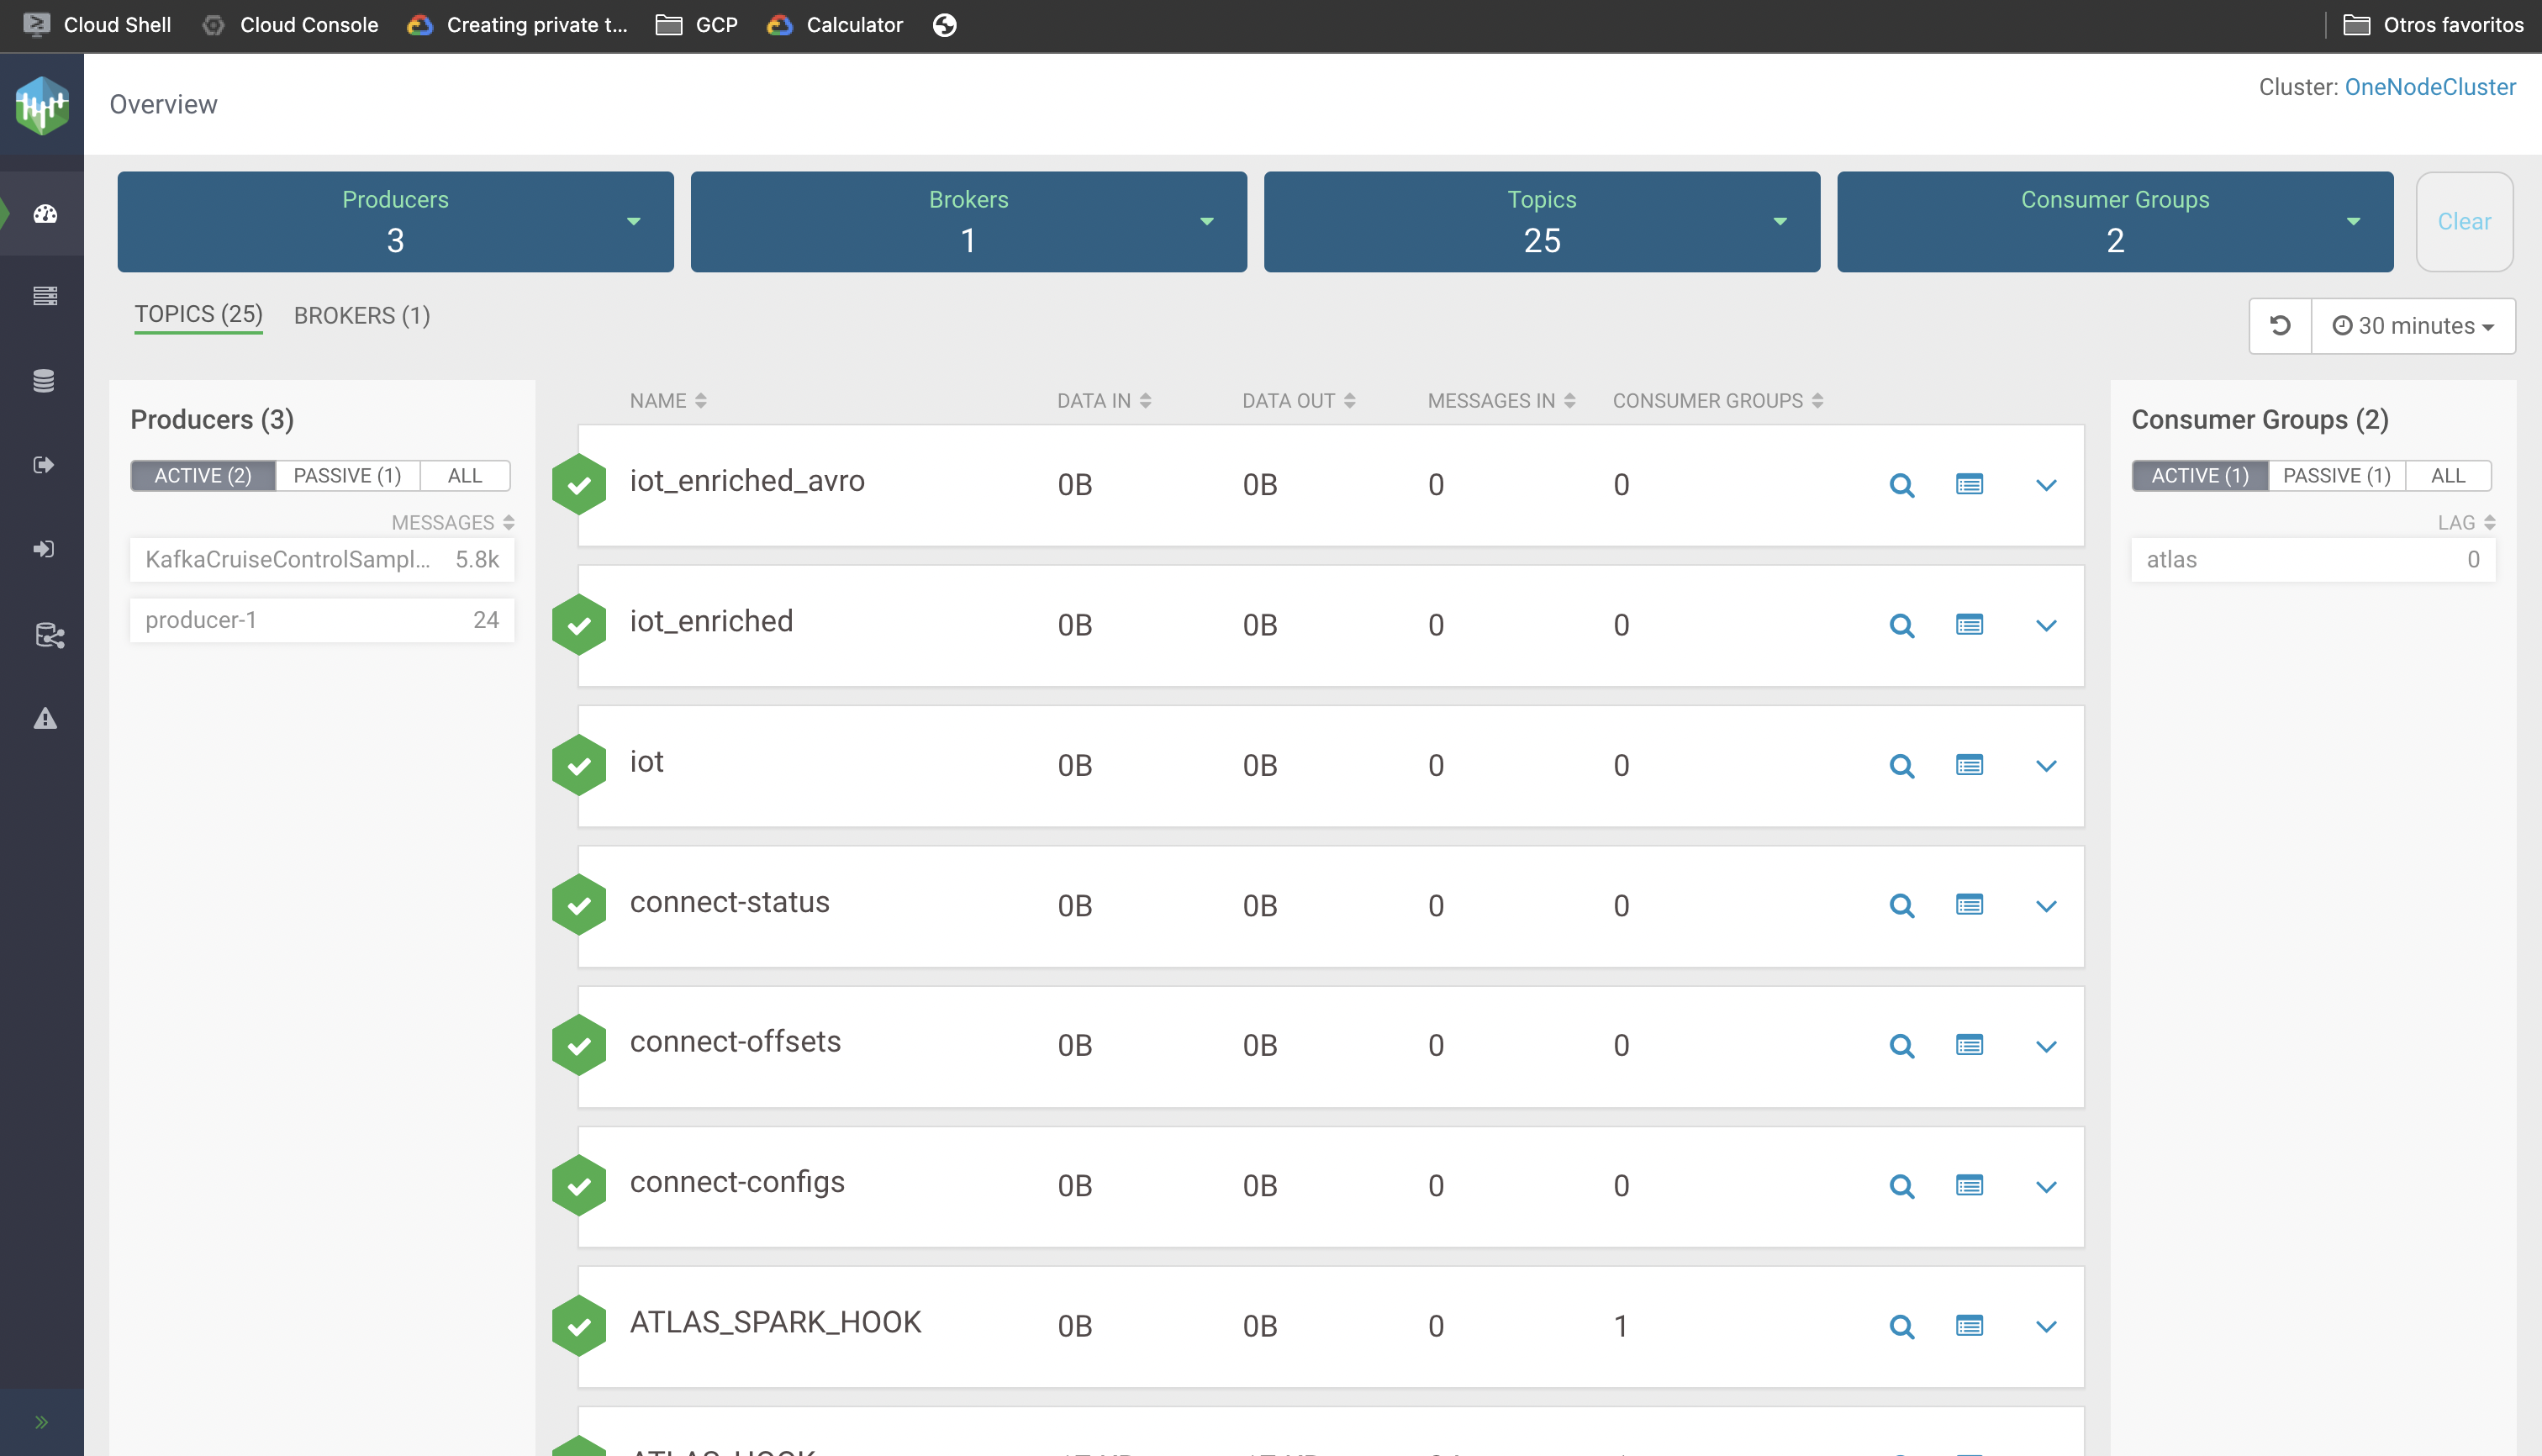 Cloud Shell Cloud Console Creating private t... GCP Calculator Otros favoritos
Overview
Cluster: OneNodeCluster
Producers Brokers Topics Consumer Groups
3 1 25 2 Clear
TOPICS (25) BROKERS (1) 30 minutes
Producers (3)
ACTIVE (2) PASSIVE (1) ALL
MESSAGES
KafkaCruiseControlSampl... 5.8k
producer-1 24
NAME DATA IN DATA OUT MESSAGES IN CONSUMER GROUPS
iot_enriched_avro 0B 0B 0 0
iot_enriched 0B 0B 0 0
iot 0B 0B 0 0
connect-status 0B 0B 0 0
connect-offsets 0B 0B 0 0
connect-configs 0B 0B 0 0
ATLAS_SPARK_HOOK 0B 0B 0 1
ATLAS_HOOK
Consumer Groups (2)
ACTIVE (1) PASSIVE (1) ALL
LAG
atlas 0